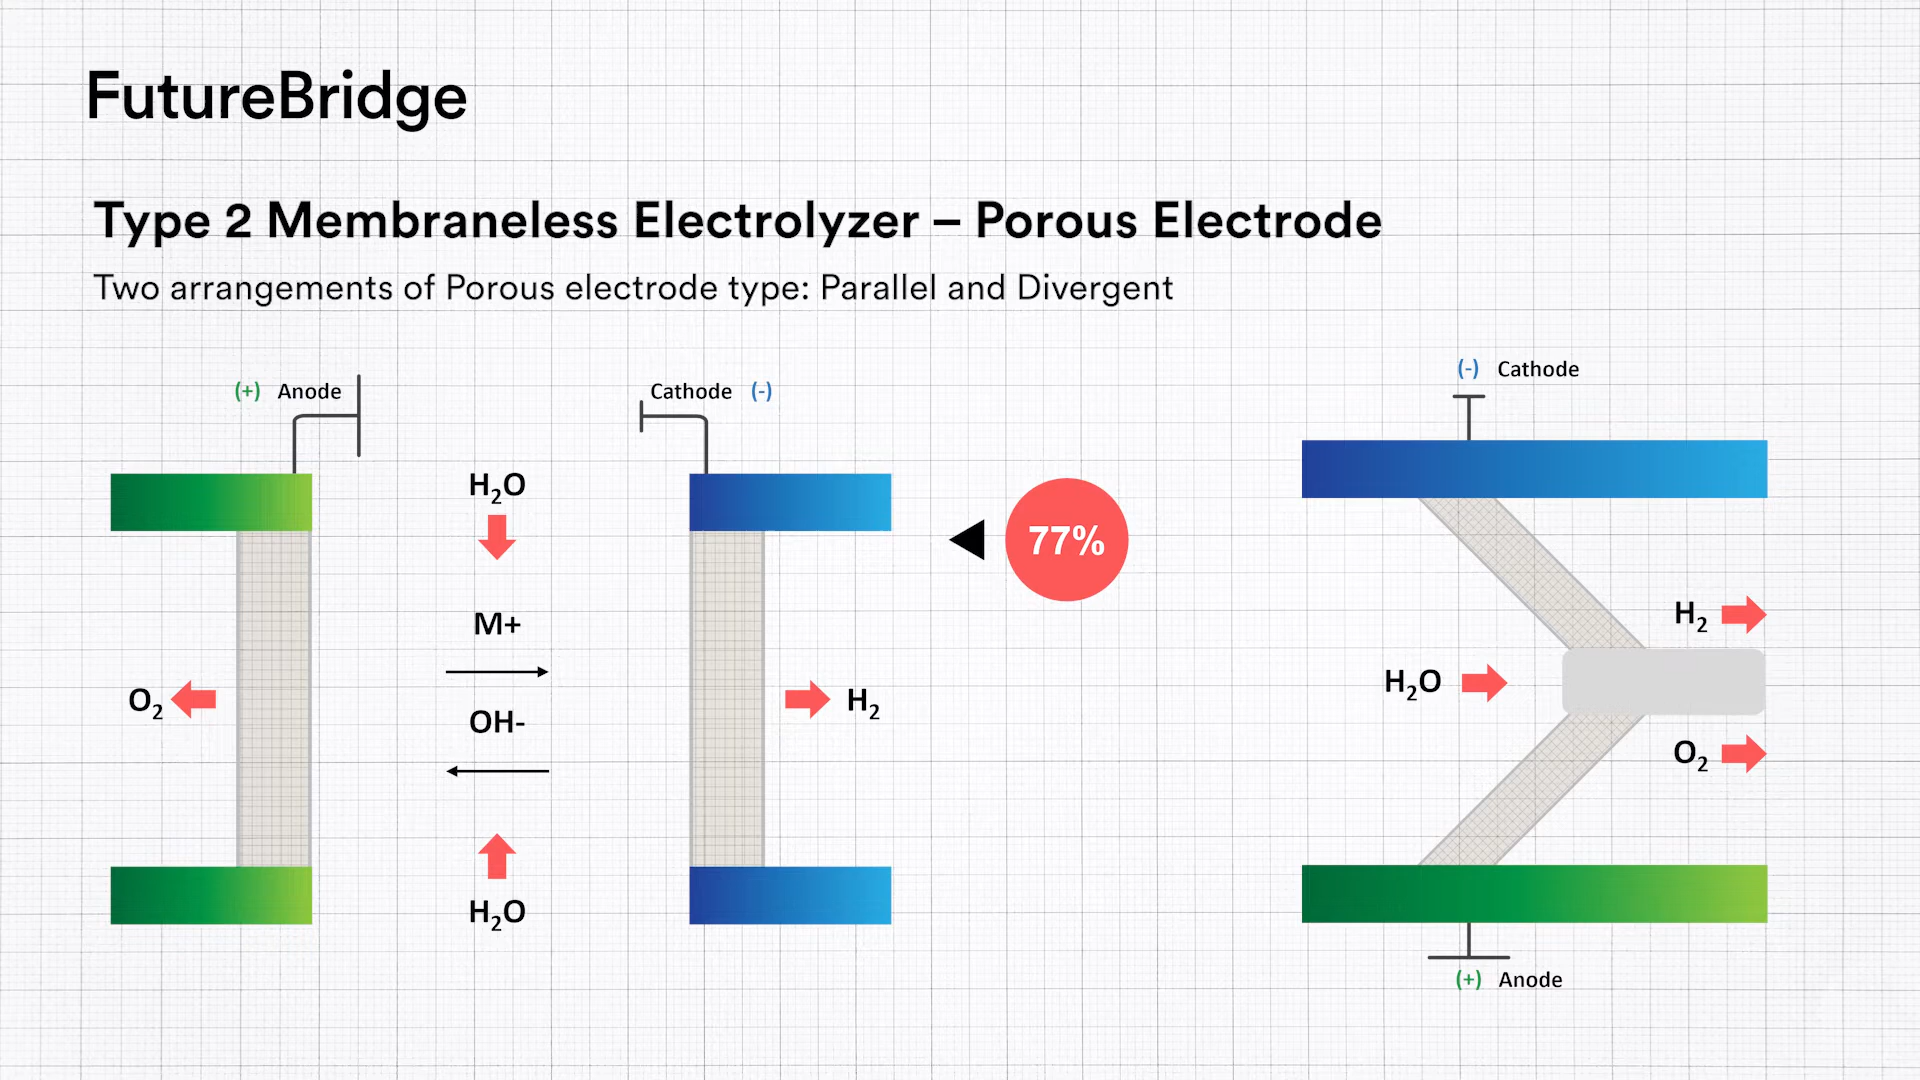 FutureBridge
Type 2 Membraneless Electrolyzer – Porous Electrode
Two arrangements of Porous electrode type: Parallel and Divergent
(+) Anode
Cathode (-)
H₂O
M+
OH-
H₂O
O₂
H₂
77%
(-) Cathode
H₂
H₂O
O₂
(+) Anode